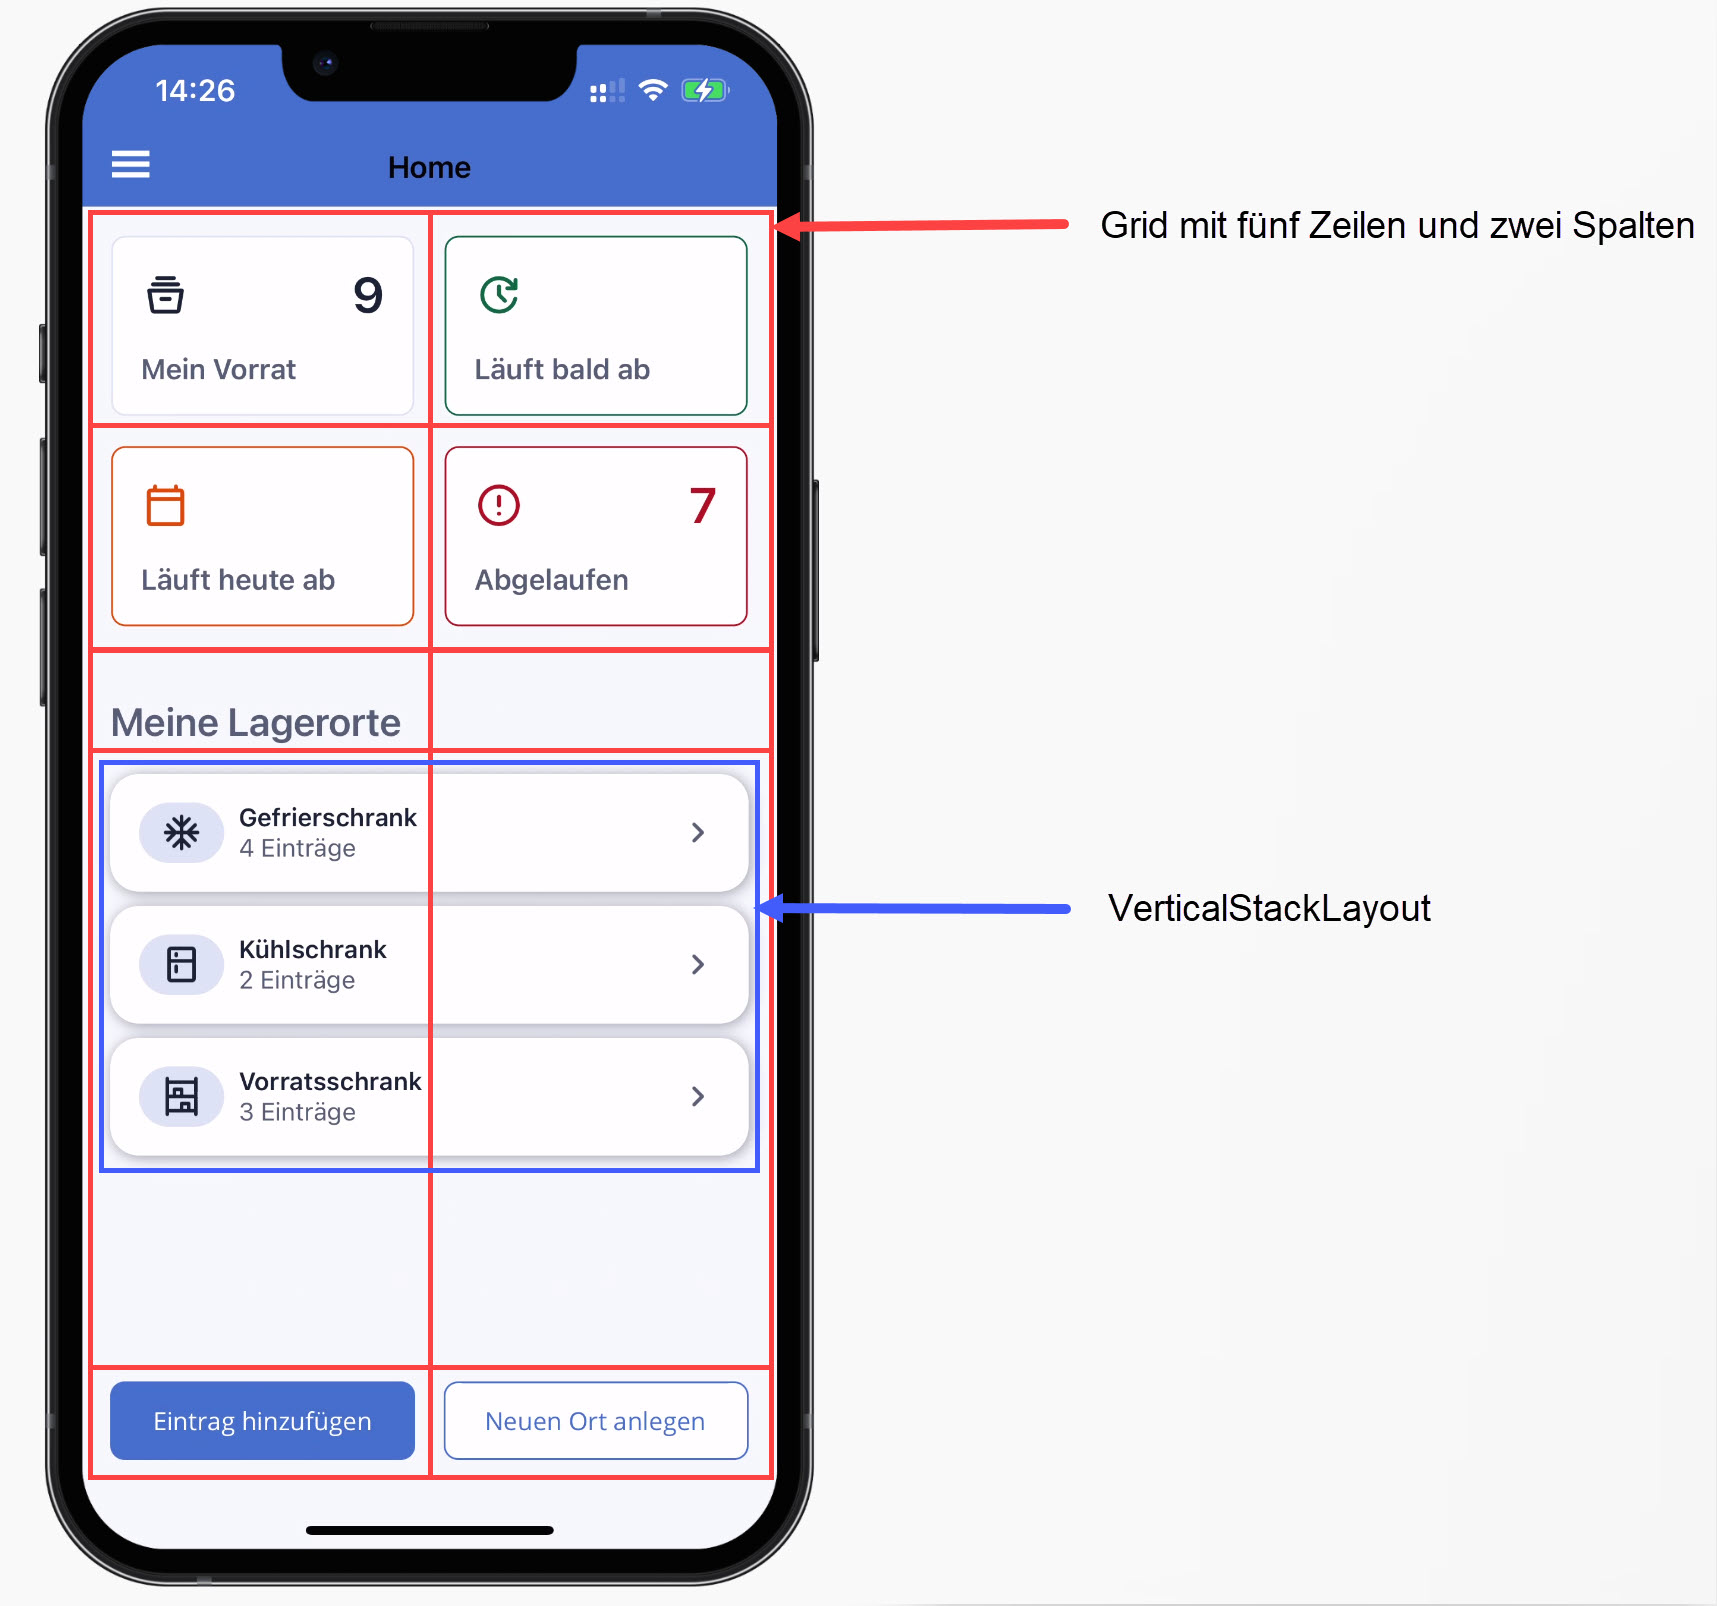 14:26
Home
Grid mit fünf Zeilen und zwei Spalten
9
Mein Vorrat
Läuft bald ab
7
Läuft heute ab
Abgelaufen
Meine Lagerorte
Gefrierschrank
4 Einträge
VerticalStackLayout
Kühlschrank
2 Einträge
Vorratsschrank
3 Einträge
Eintrag hinzufügen
Neuen Ort anlegen